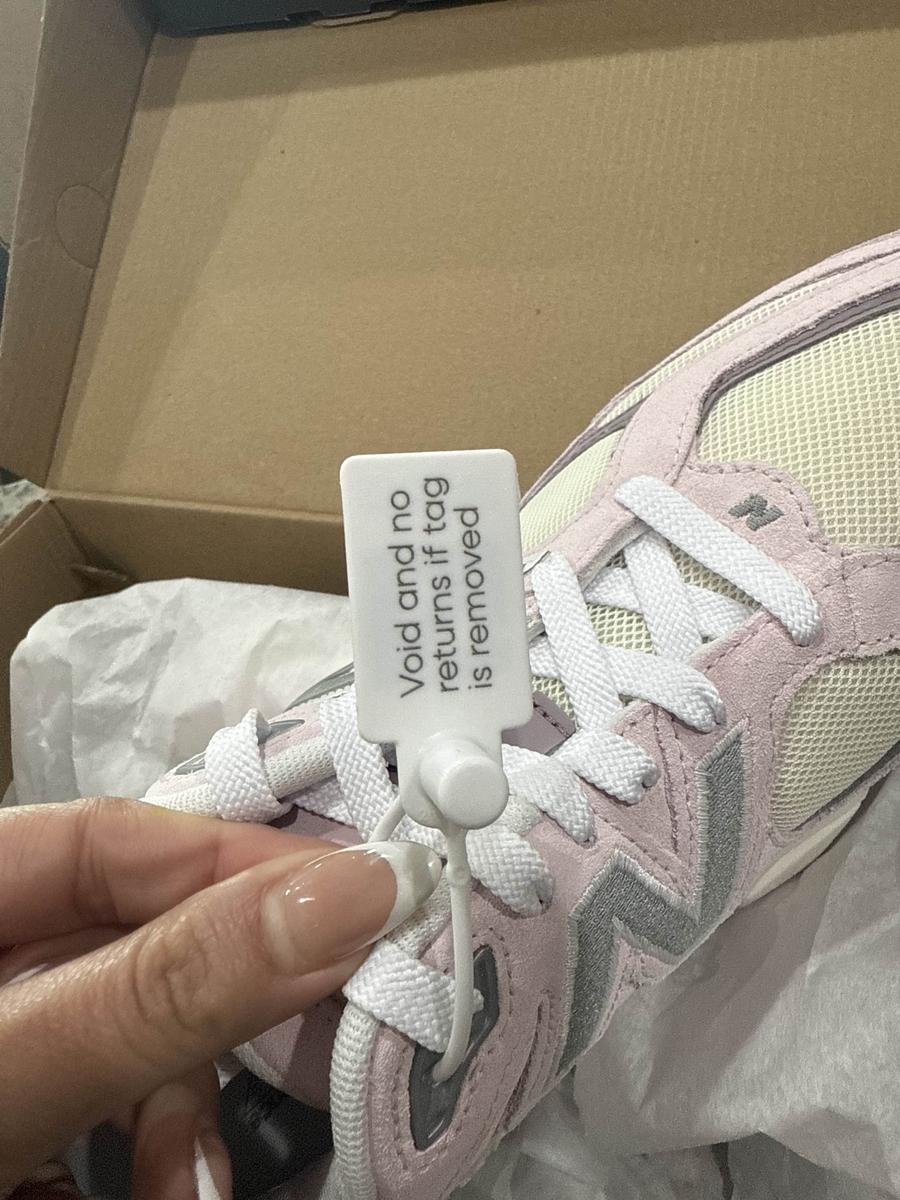 Void and no
returns if tag
is removed
N
N